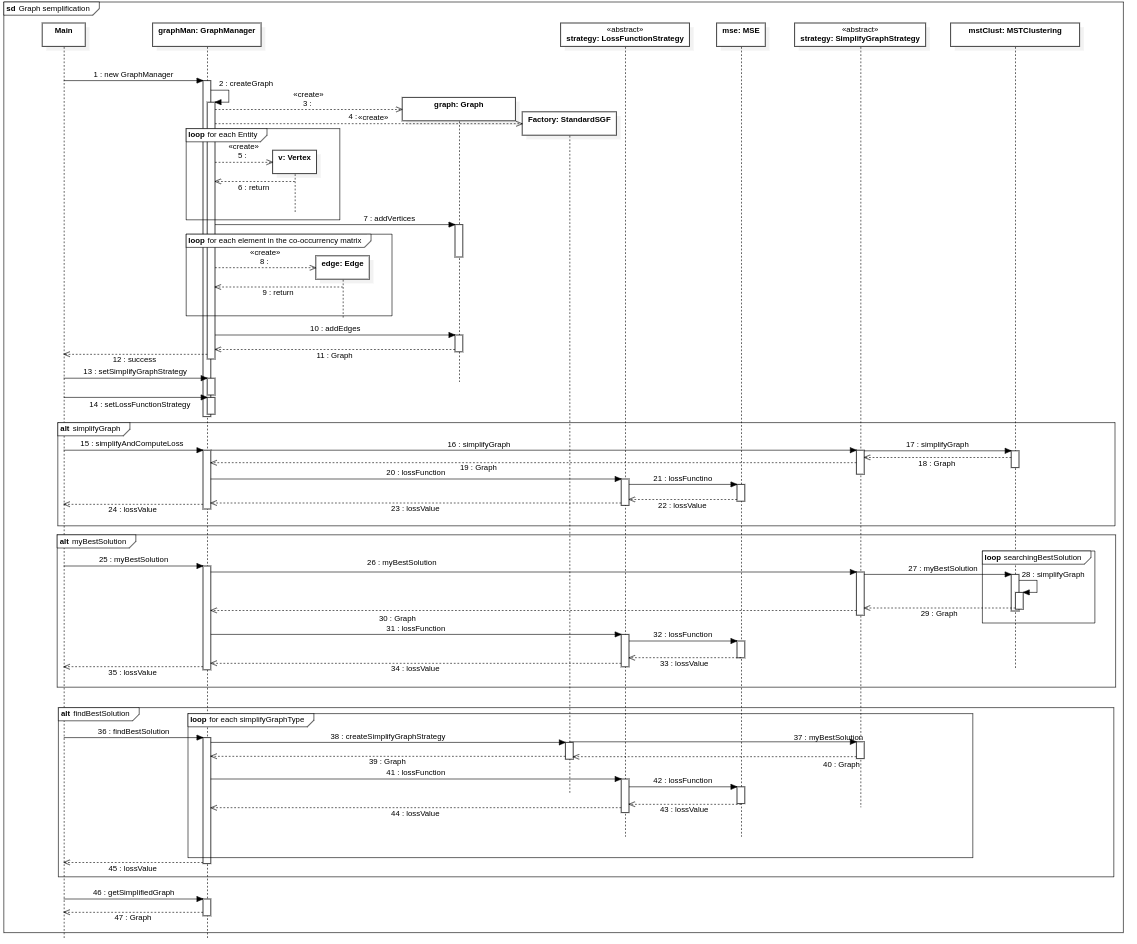 sd Graph semplification
Main
graphMan: GraphManager
«abstract»
strategy: LossFunctionStrategy
mse: MSE
«abstract»
strategy: SimplifyGraphStrategy
mstClust: MSTClustering
1 : new GraphManager
2 : createGraph
«create»
3 :
graph: Graph
4 : «create»
Factory: StandardSGF
loop for each Entity
«create»
5 :
v: Vertex
6 : return
7 : addVertices
loop for each element in the co-occurrency matrix
«create»
8 :
edge: Edge
9 : return
10 : addEdges
11 : Graph
12 : success
13 : setSimplifyGraphStrategy
14 : setLossFunctionStrategy
alt simplifyGraph
15 : simplifyAndComputeLoss
16 : simplifyGraph
17 : simplifyGraph
18 : Graph
19 : Graph
20 : lossFunction
21 : lossFunctino
22 : lossValue
23 : lossValue
24 : lossValue
alt myBestSolution
25 : myBestSolution
26 : myBestSolution
loop searchingBestSolution
27 : myBestSolution
28 : simplifyGraph
29 : Graph
30 : Graph
31 : lossFunction
32 : lossFunction
33 : lossValue
34 : lossValue
35 : lossValue
alt findBestSolution
loop for each simplifyGraphType
36 : findBestSolution
38 : createSimplifyGraphStrategy
37 : myBestSolution
39 : Graph
40 : Graph
41 : lossFunction
42 : lossFunction
43 : lossValue
44 : lossValue
45 : lossValue
46 : getSimplifiedGraph
47 : Graph